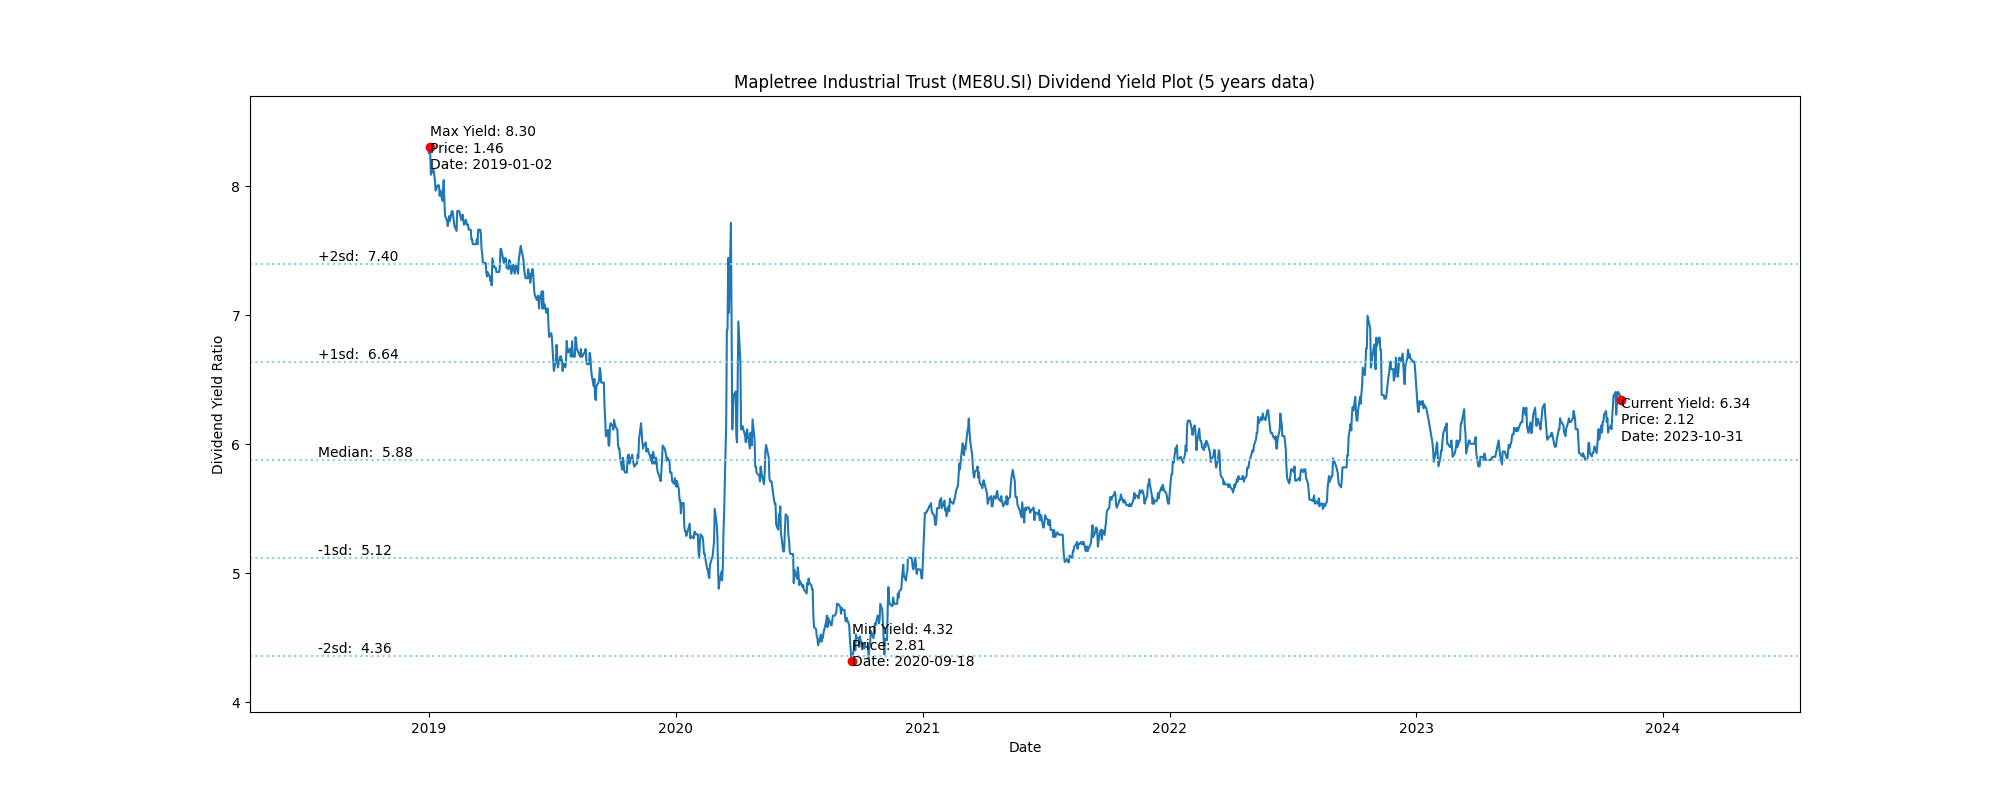 Mapletree Industrial Trust (ME8U.SI) Dividend Yield Plot (5 years data)
Max Yield: 8.30
Price: 1.46
Date: 2019-01-02
+2sd:  7.40
+1sd:  6.64
Median:  5.88
-1sd:  5.12
-2sd:  4.36
Current Yield: 6.34
Price: 2.12
Date: 2023-10-31
Min Yield: 4.32
Price: 2.81
Date: 2020-09-18
Dividend Yield Ratio
8
7
6
5
4
2019
2020
2021
2022
2023
2024
Date